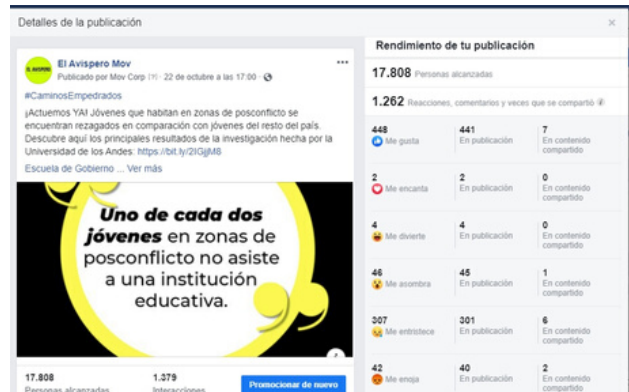 Detalles de la publicación
El Avispero Mov
Publicado por Mov Corp [?] · 22 de octubre a las 17:00 ·
#CaminosEmpedrados
¡Actuemos YA! Jóvenes que habitan en zonas de posconflicto se
encuentran rezagados en comparación con jóvenes del resto del país.
Descubre aquí los principales resultados de la investigación hecha por la
Universidad de los Andes: https://bit.ly/2IGjjM8
Escuela de Gobierno ... Ver más
Uno de cada dos
jóvenes en zonas de
posconflicto no asiste
a una institución
educativa.
17.808 1.379
Personas alcanzadas Interacciones
Promocionar de nuevo
Rendimiento de tu publicación
17.808 Personas alcanzadas
1.262 Reacciones, comentarios y veces que se compartió
448 441 7
Me gusta En publicación En contenido
compartido
2 2 0
Me encanta En publicación En contenido
compartido
4 4 0
Me divierte En publicación En contenido
compartido
46 45 1
Me asombra En publicación En contenido
compartido
307 301 6
Me entristece En publicación En contenido
compartido
42 40 2
Me enoja En publicación En contenido
compartido